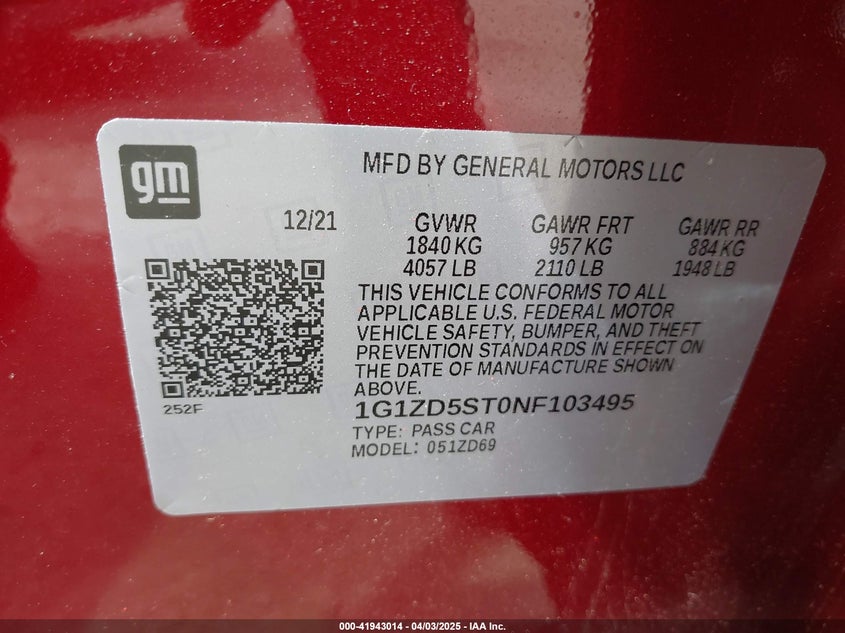 gm
MFD BY GENERAL MOTORS LLC
12/21
GVWR
1840 KG
4057 LB
GAWR FRT
957 KG
2110 LB
GAWR RR
884 KG
1948 LB
THIS VEHICLE CONFORMS TO ALL
APPLICABLE U.S. FEDERAL MOTOR
VEHICLE SAFETY, BUMPER, AND THEFT
PREVENTION STANDARDS IN EFFECT ON
THE DATE OF MANUFACTURE SHOWN
ABOVE.
252F
1G1ZD5ST0NF103495
TYPE: PASS CAR
MODEL: 051ZD69
000-41943014 - 04/03/2025 - IAA Inc.